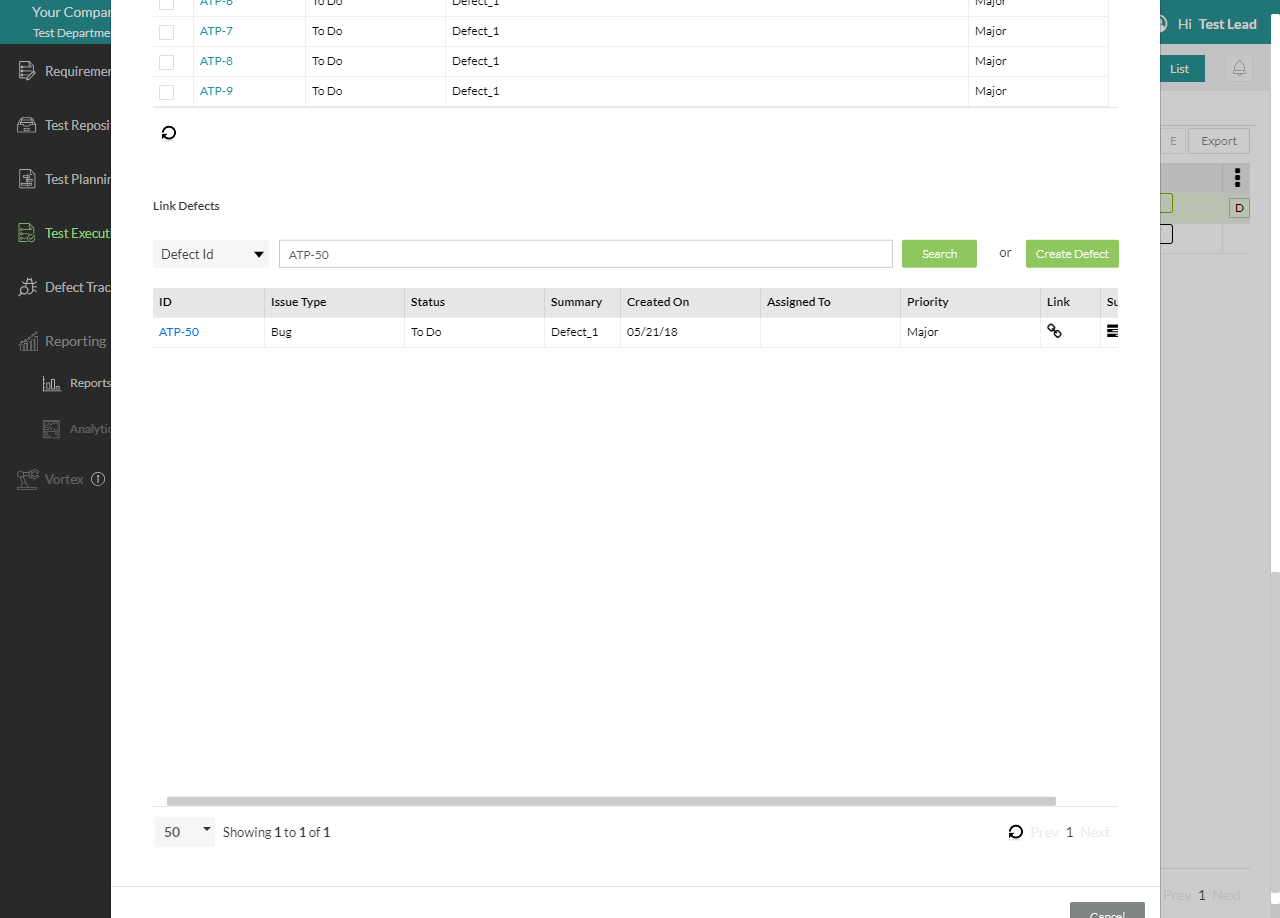 Your Compan
Test Departme
Hi Test Lead
Requiremen
Test Reposi
Test Plannin
Test Executi
Defect Trac
Reporting
Reports
Analytic
Vortex
List
E Export
D
ATP-6 To Do Defect_1 Major
ATP-7 To Do Defect_1 Major
ATP-8 To Do Defect_1 Major
ATP-9 To Do Defect_1 Major
Link Defects
Defect Id ATP-50 Search or Create Defect
ID Issue Type Status Summary Created On Assigned To Priority Link Su
ATP-50 Bug To Do Defect_1 05/21/18 Major
50 Showing 1 to 1 of 1 Prev 1 Next
Prev 1 Next
Cancel